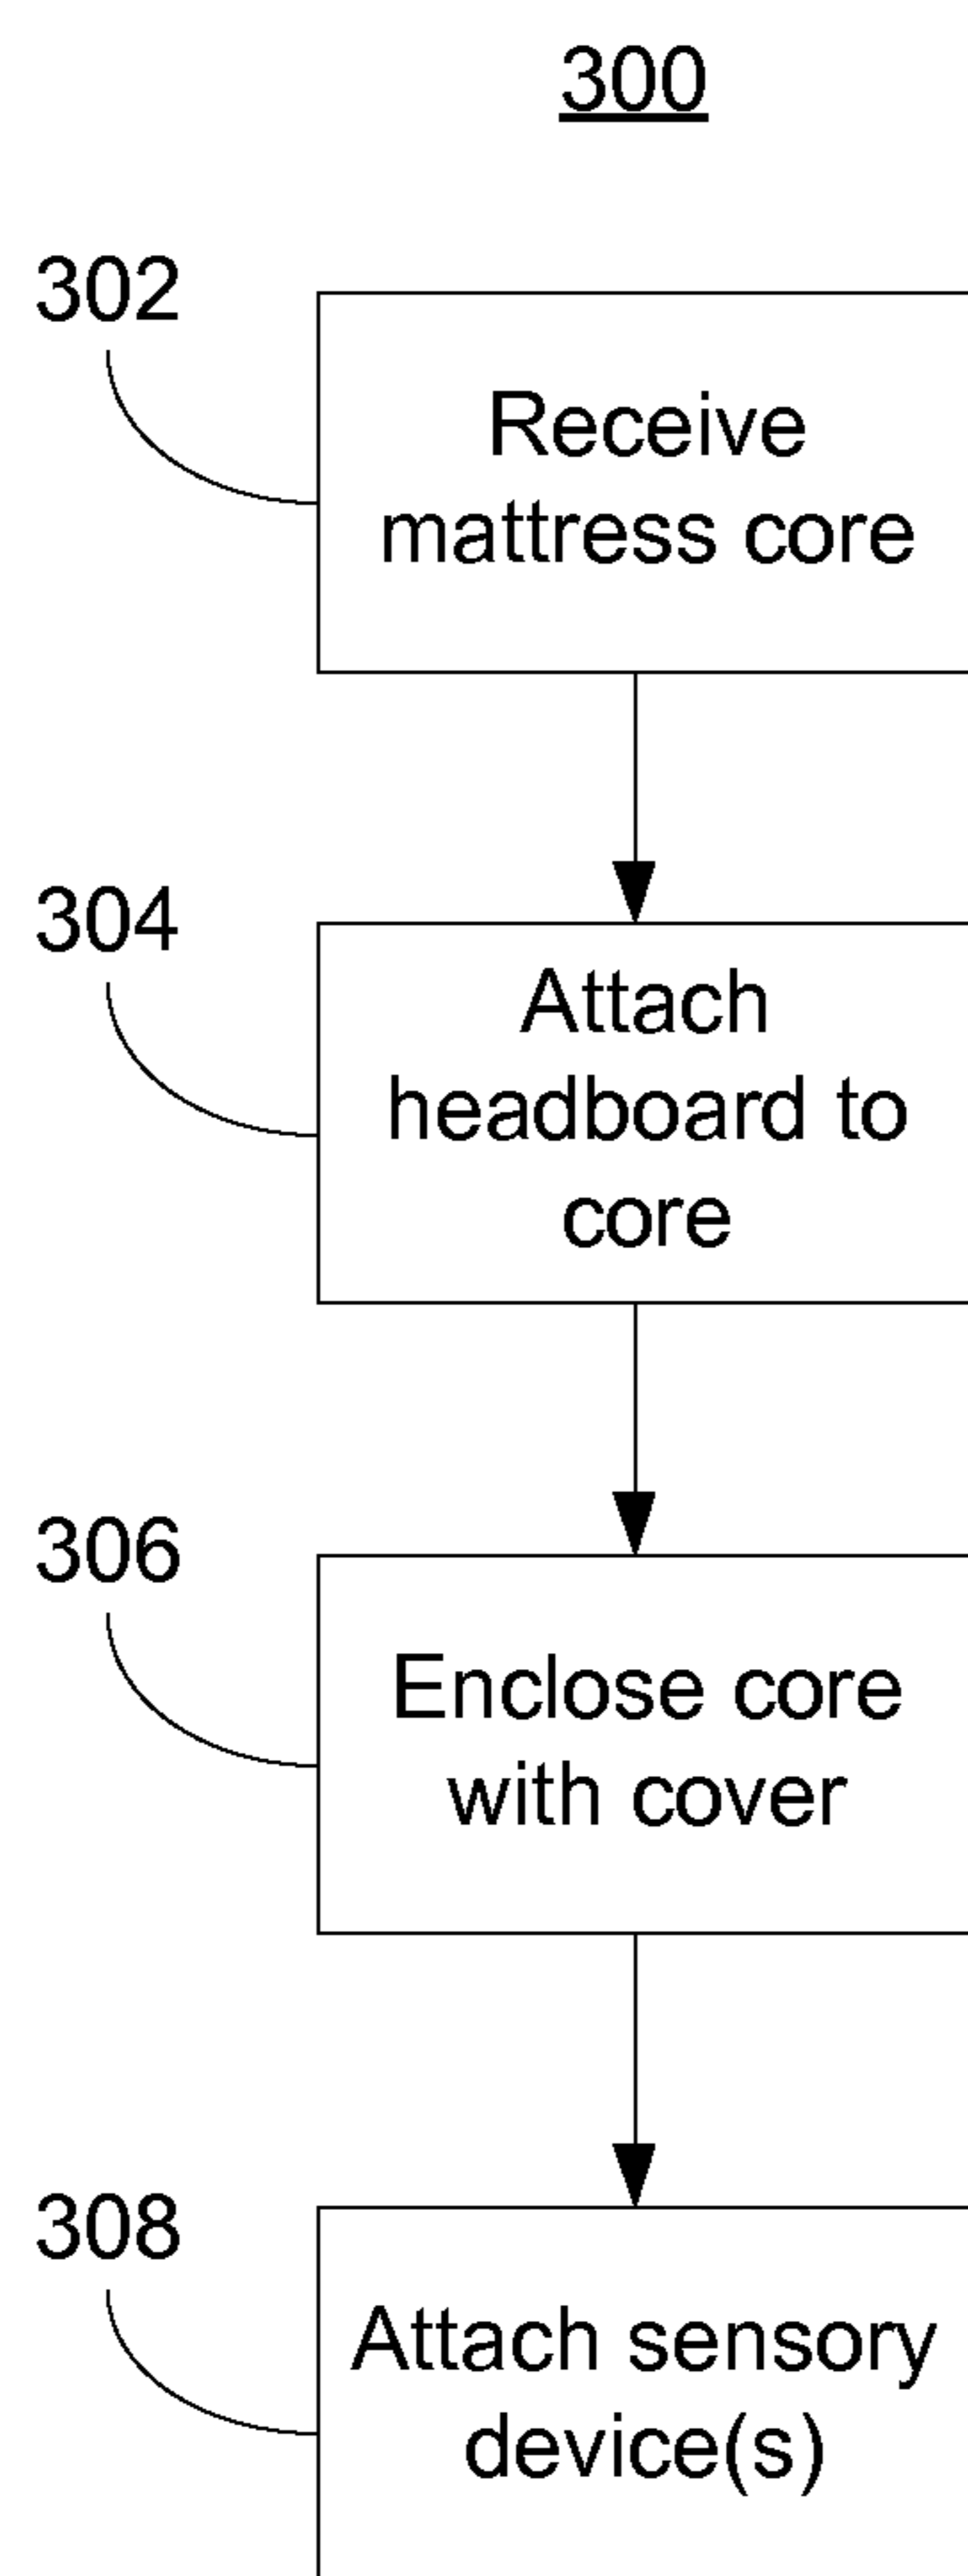 300
302
Receive
mattress core
304
Attach
headboard to
core
306
Enclose core
with cover
308
Attach sensory
device(s)